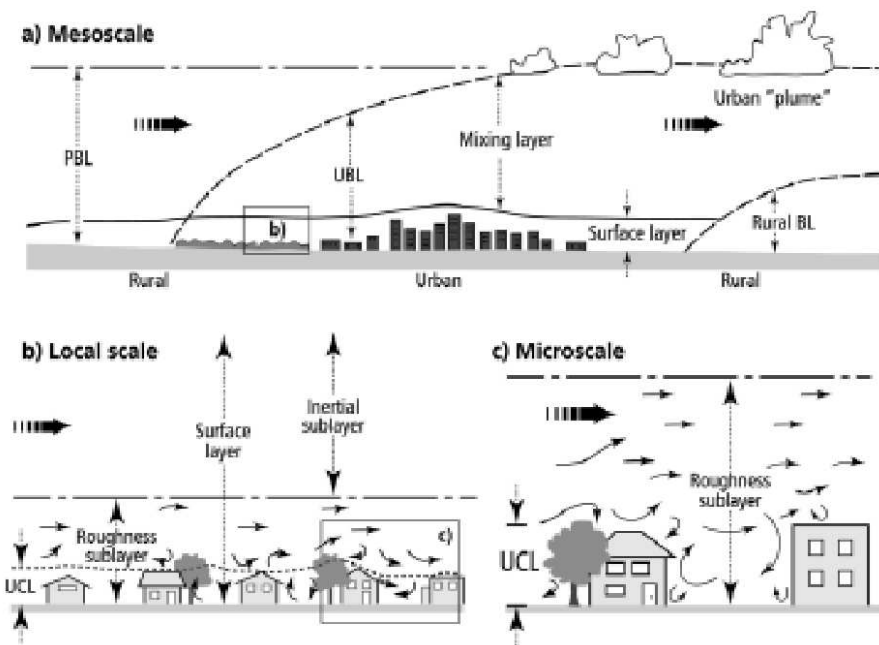 a) Mesoscale
Urban "plume"
PBL
UBL
Mixing layer
b)
Surface layer
Rural BL
Rural
Urban
Rural
b) Local scale
Inertial
sublayer
Surface
layer
Roughness
sublayer
c)
UCL
c) Microscale
Roughness
sublayer
UCL